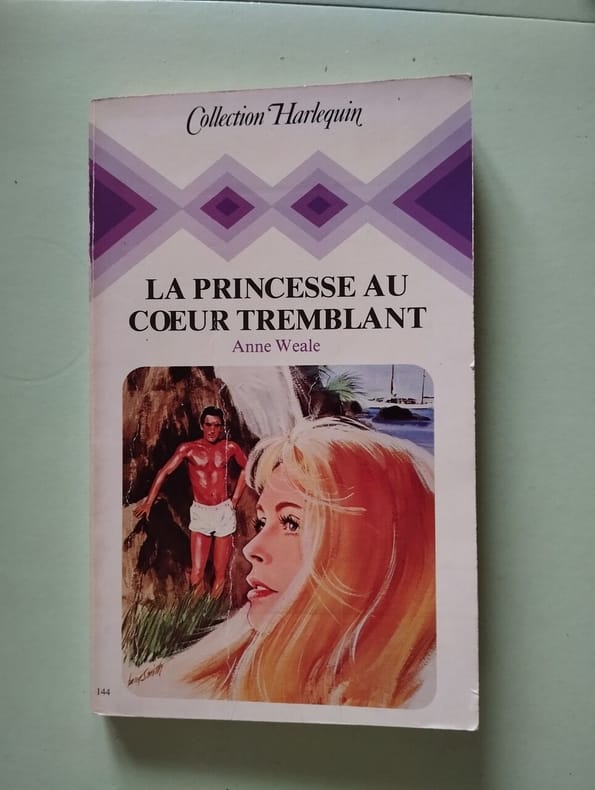 Collection Harlequin
LA PRINCESSE AU
CŒUR TREMBLANT
Anne Weale
144